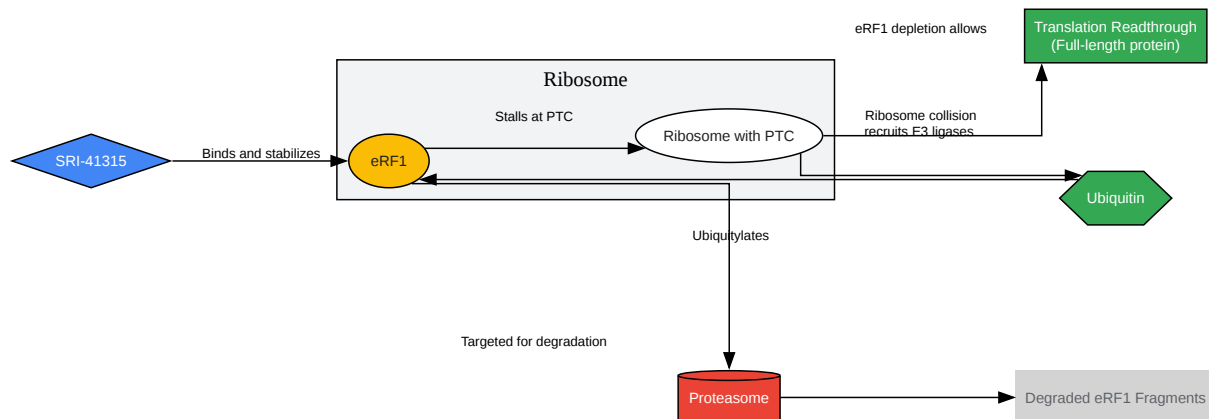 eRF1 depletion allows
Translation Readthrough
(Full-length protein)
Ribosome
Stalls at PTC
Ribosome collision
recruits E3 ligases
Ribosome with PTC
SRI-41315
Binds and stabilizes
eRF1
Ubiquitin
Ubiquitylates
Targeted for degradation
Proteasome
Degraded eRF1 Fragments